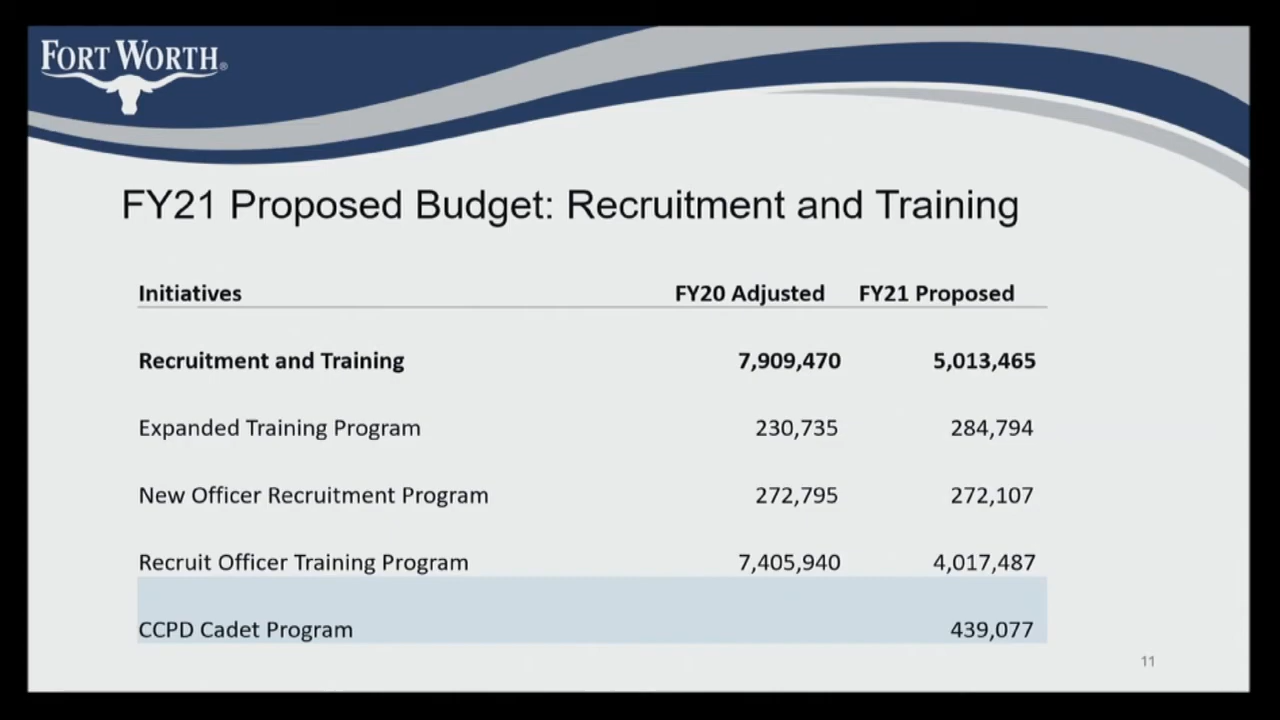 FORT WORTH®
FY21 Proposed Budget: Recruitment and Training
Initiatives FY20 Adjusted FY21 Proposed
Recruitment and Training 7,909,470 5,013,465
Expanded Training Program 230,735 284,794
New Officer Recruitment Program 272,795 272,107
Recruit Officer Training Program 7,405,940 4,017,487
CCPD Cadet Program 439,077
11